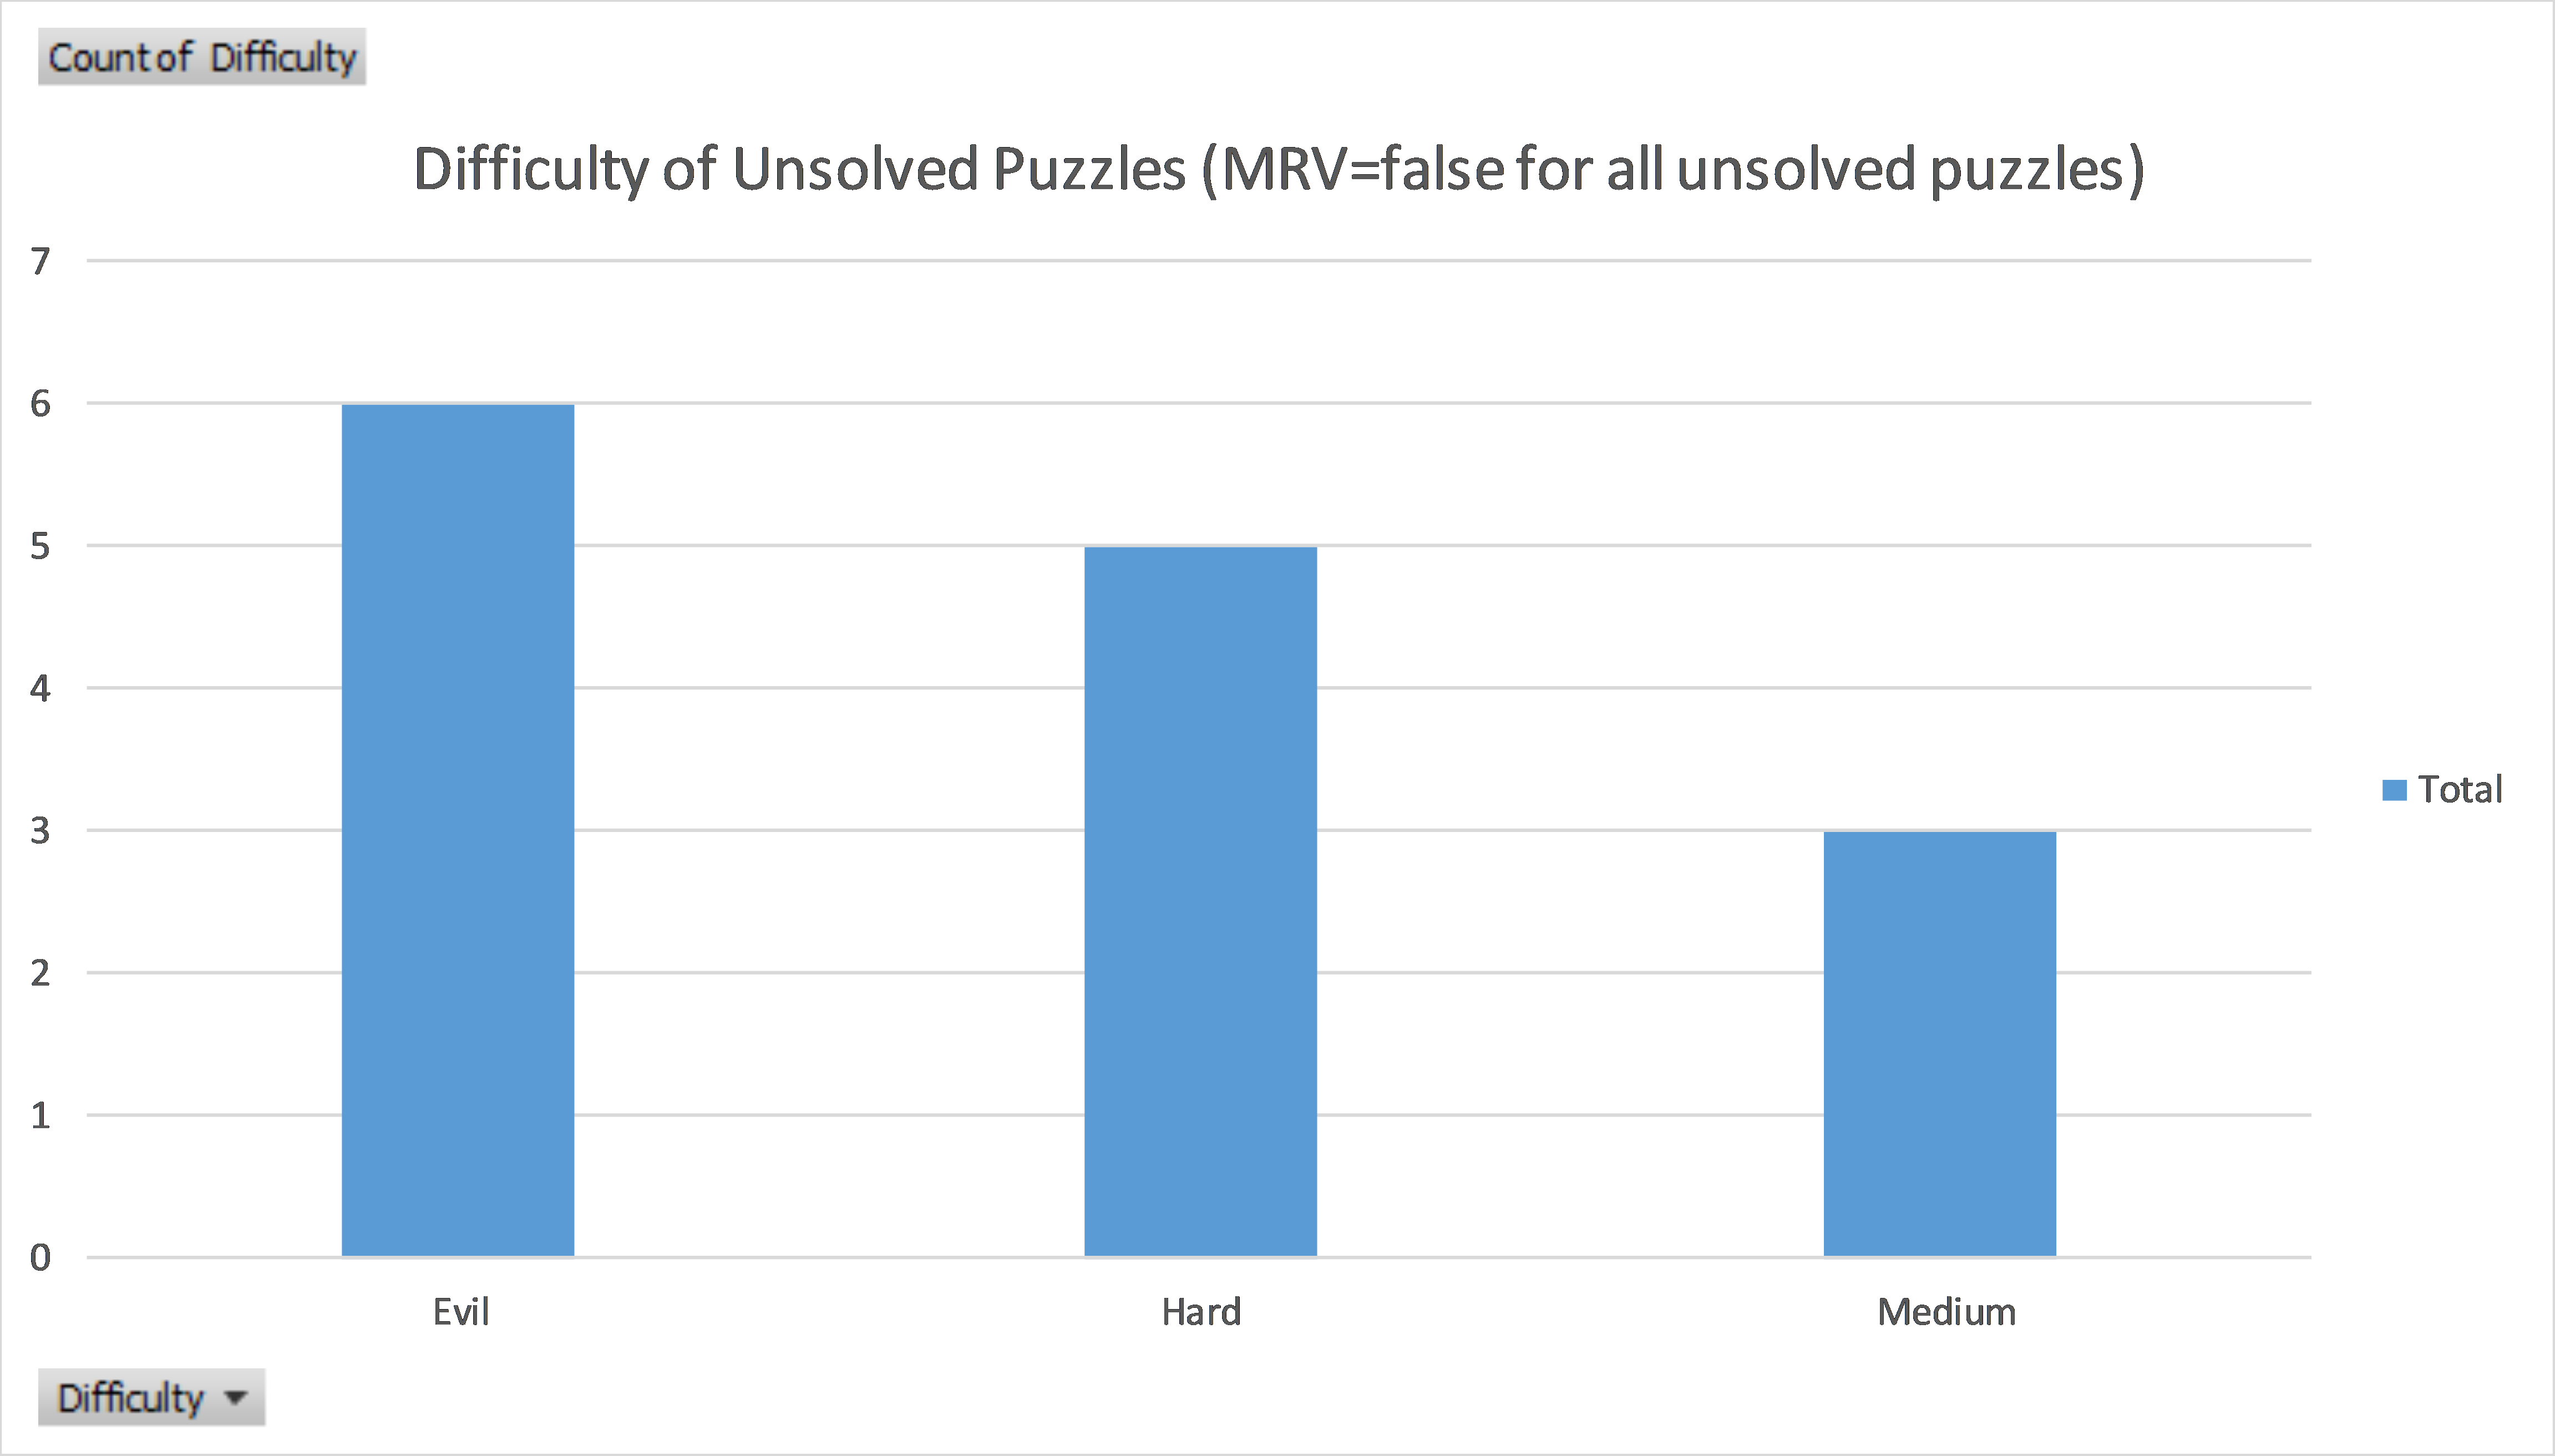 Count of Difficulty
Difficulty of Unsolved Puzzles (MRV=false for all unsolved puzzles)
7
6
5
4
3
2
1
0
Total
Evil
Hard
Medium
Difficulty